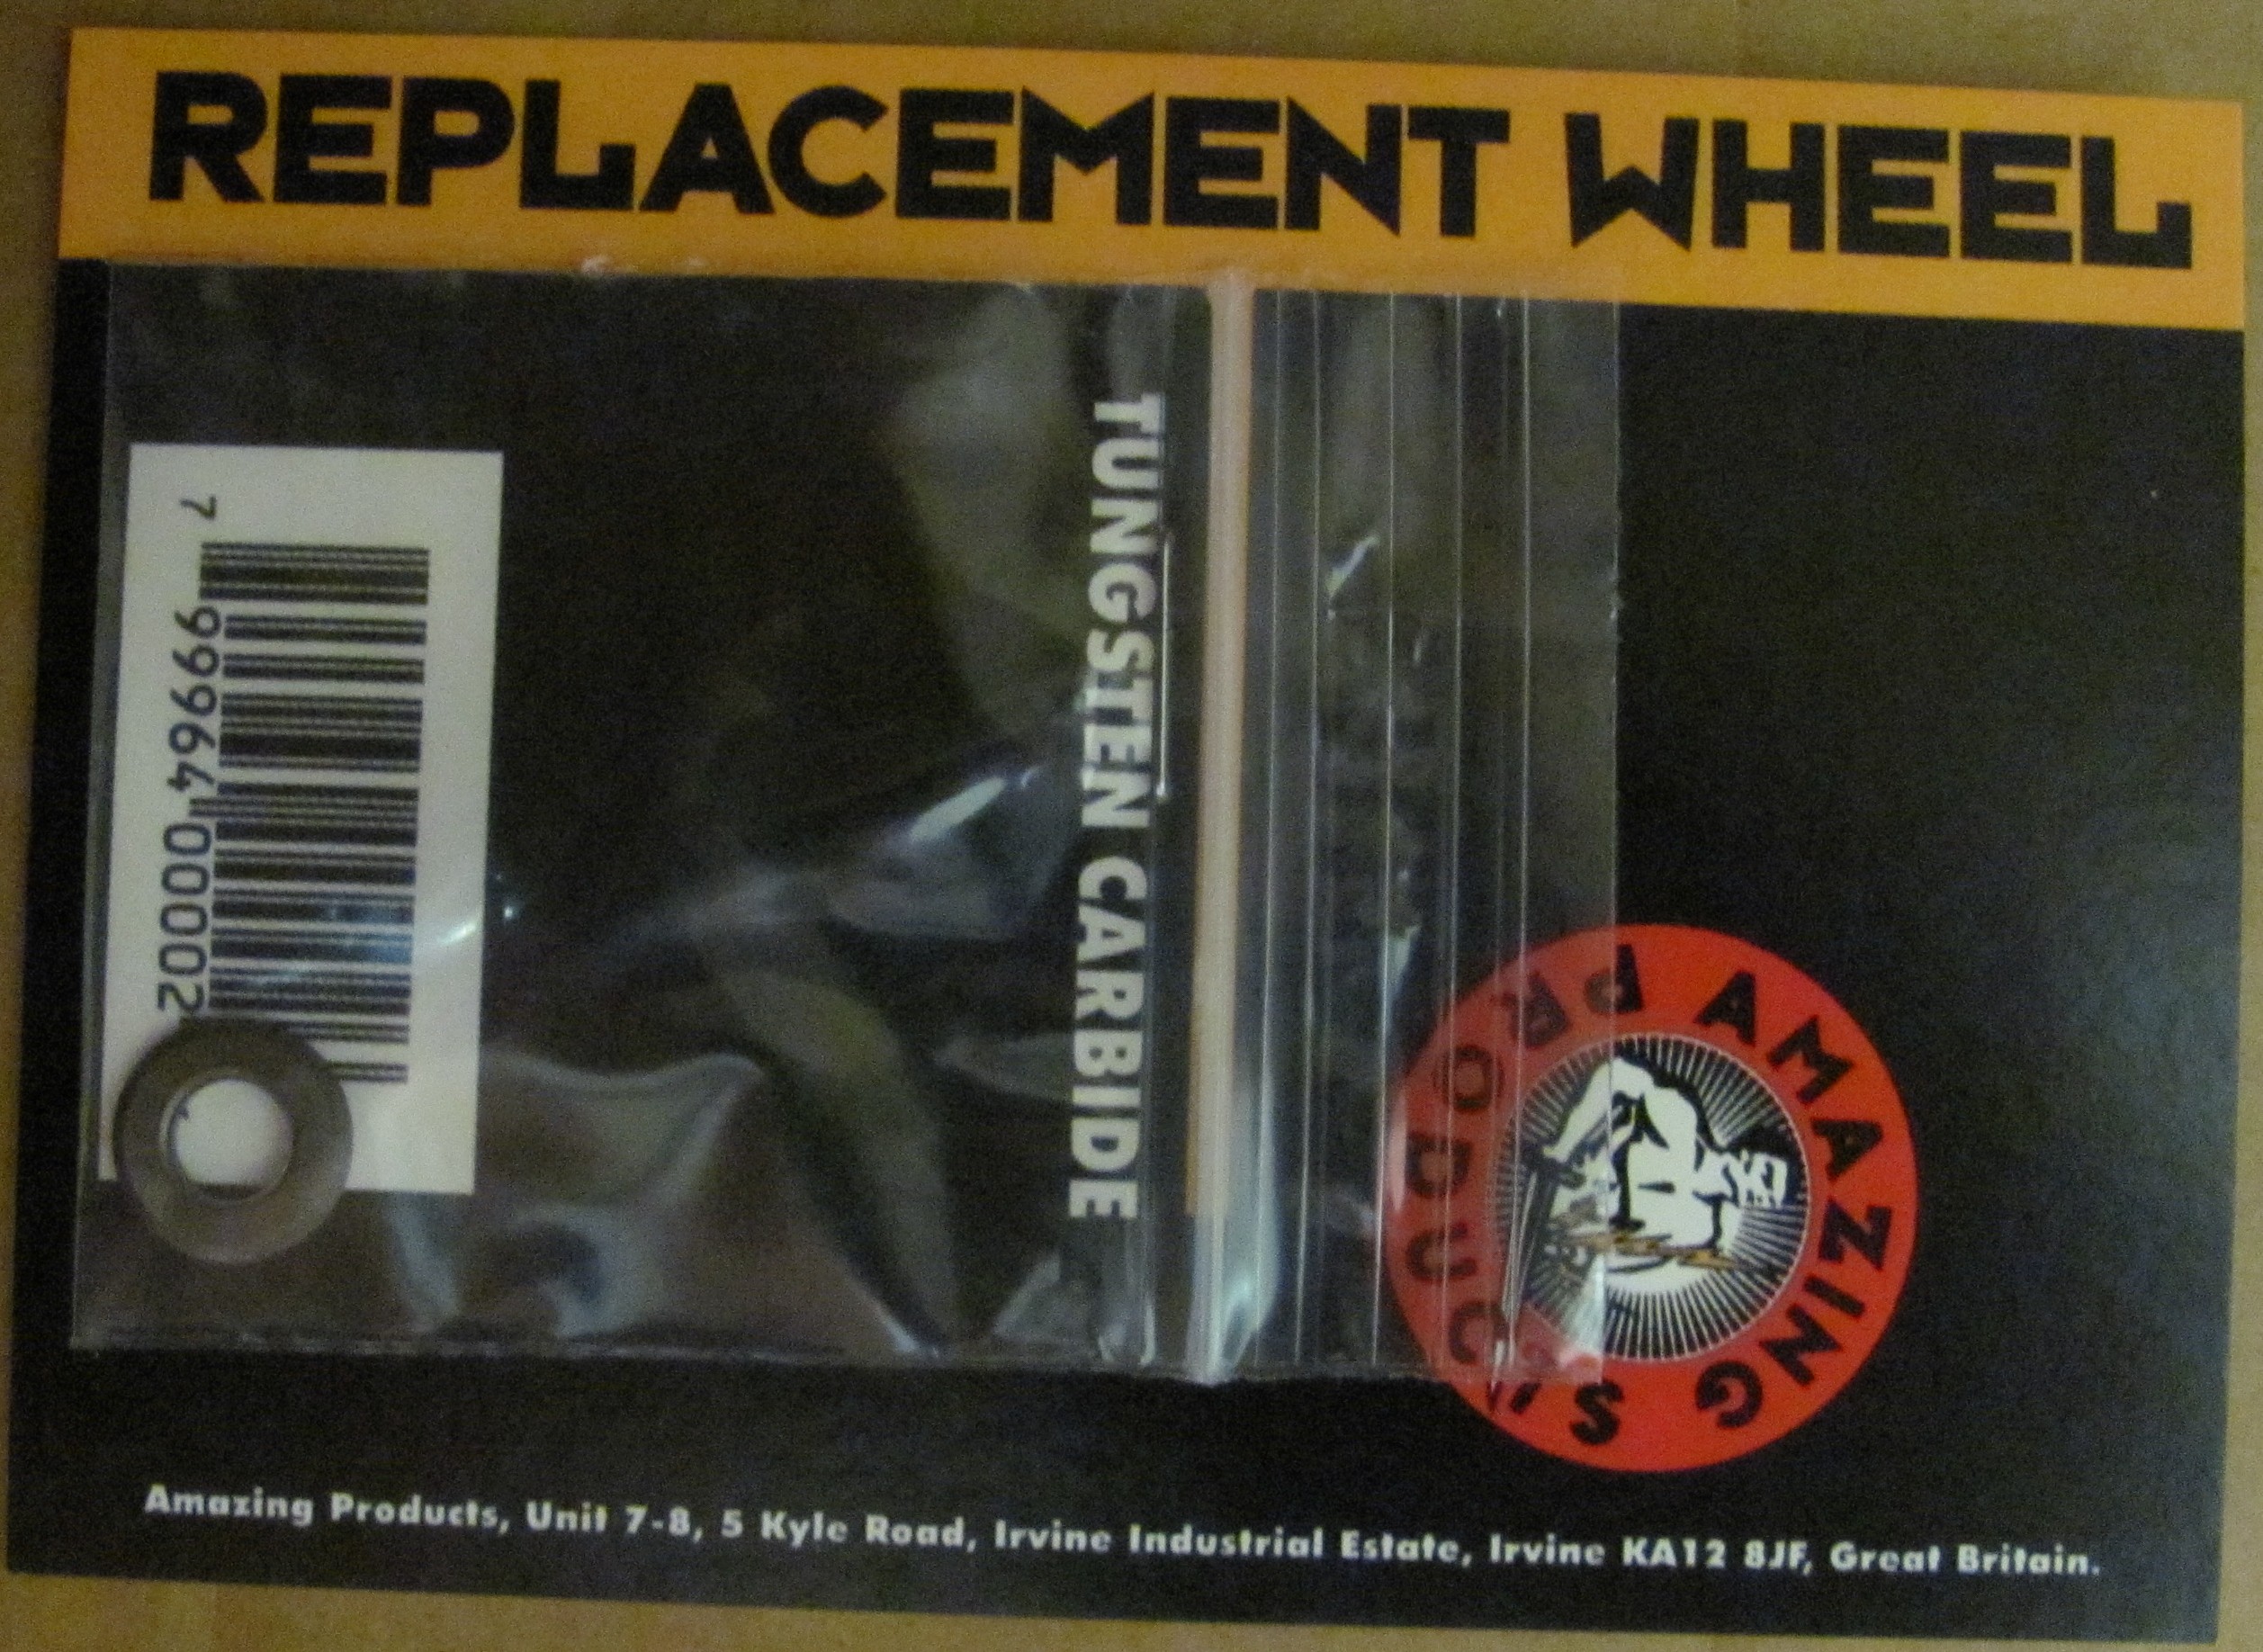 REPLACEMENT WHEEL
TUNGSTEN CARBIDE
7 99964 00002
AMAZING PRODUCTS
Amazing Products, Unit 7-8, 5 Kyle Road, Irvine Industrial Estate, Irvine KA12 8JF, Great Britain.